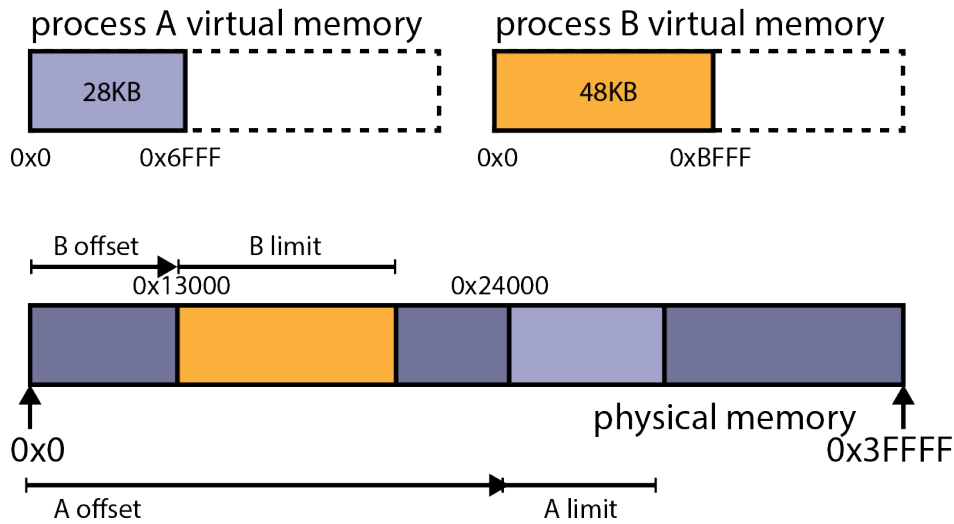 process A virtual memory
process B virtual memory
28KB
48KB
0x0
0x6FFF
0x0
0xBFFF
B offset
B limit
0x13000
0x24000
physical memory
0x0
0x3FFFF
A offset
A limit